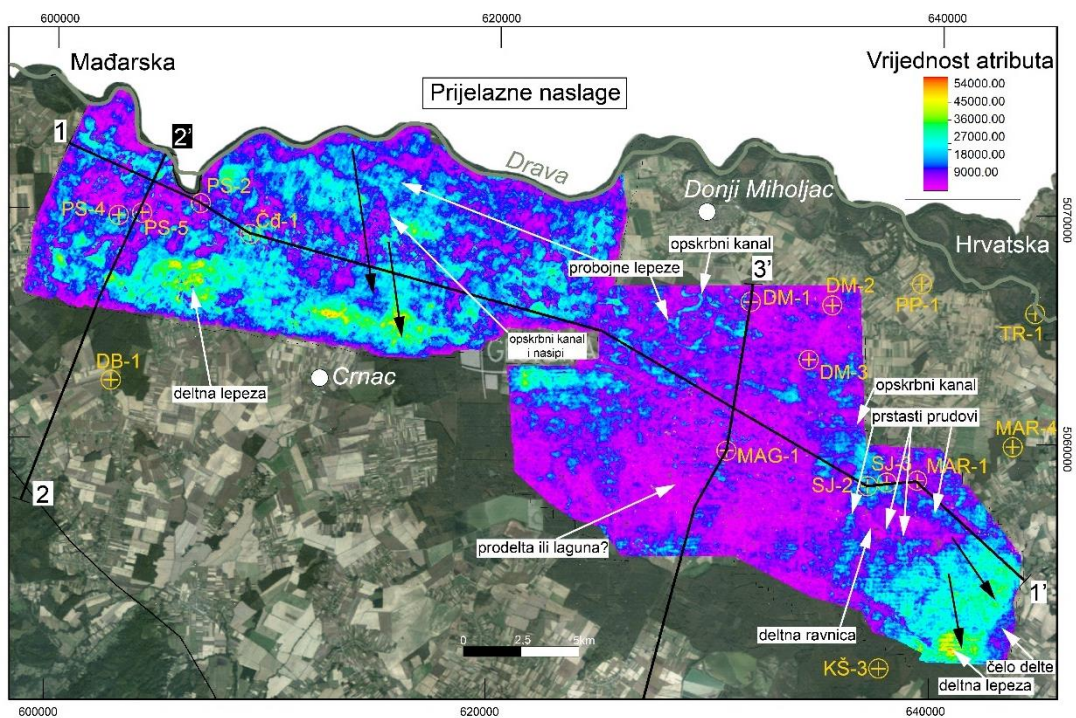 600000
620000
640000
Mađarska
Prijelazne naslage
Vrijednost atributa
54000.00
45000.00
36000.00
27000.00
18000.00
9000.00
1
2'
Drava
Donji Miholjac
5070000
PS-2
PS-4
PS-5
Čđ-1
Hrvatska
opskrbni kanal
probojne lepeze
3'
DM-1
DM-2
PP-1
TR-1
opskrbni kanal
i nasipi
DB-1
deltna lepeza
Crnac
DM-3
opskrbni kanal
prstasti prudovi
MAR-4
5060000
MAG-1
SJ-3
MAR-1
SJ-2
2
prodelta ili laguna?
1'
deltna ravnica
0
2.5
5km
KŠ-3
čelo delte
deltna lepeza
600000
620000
640000